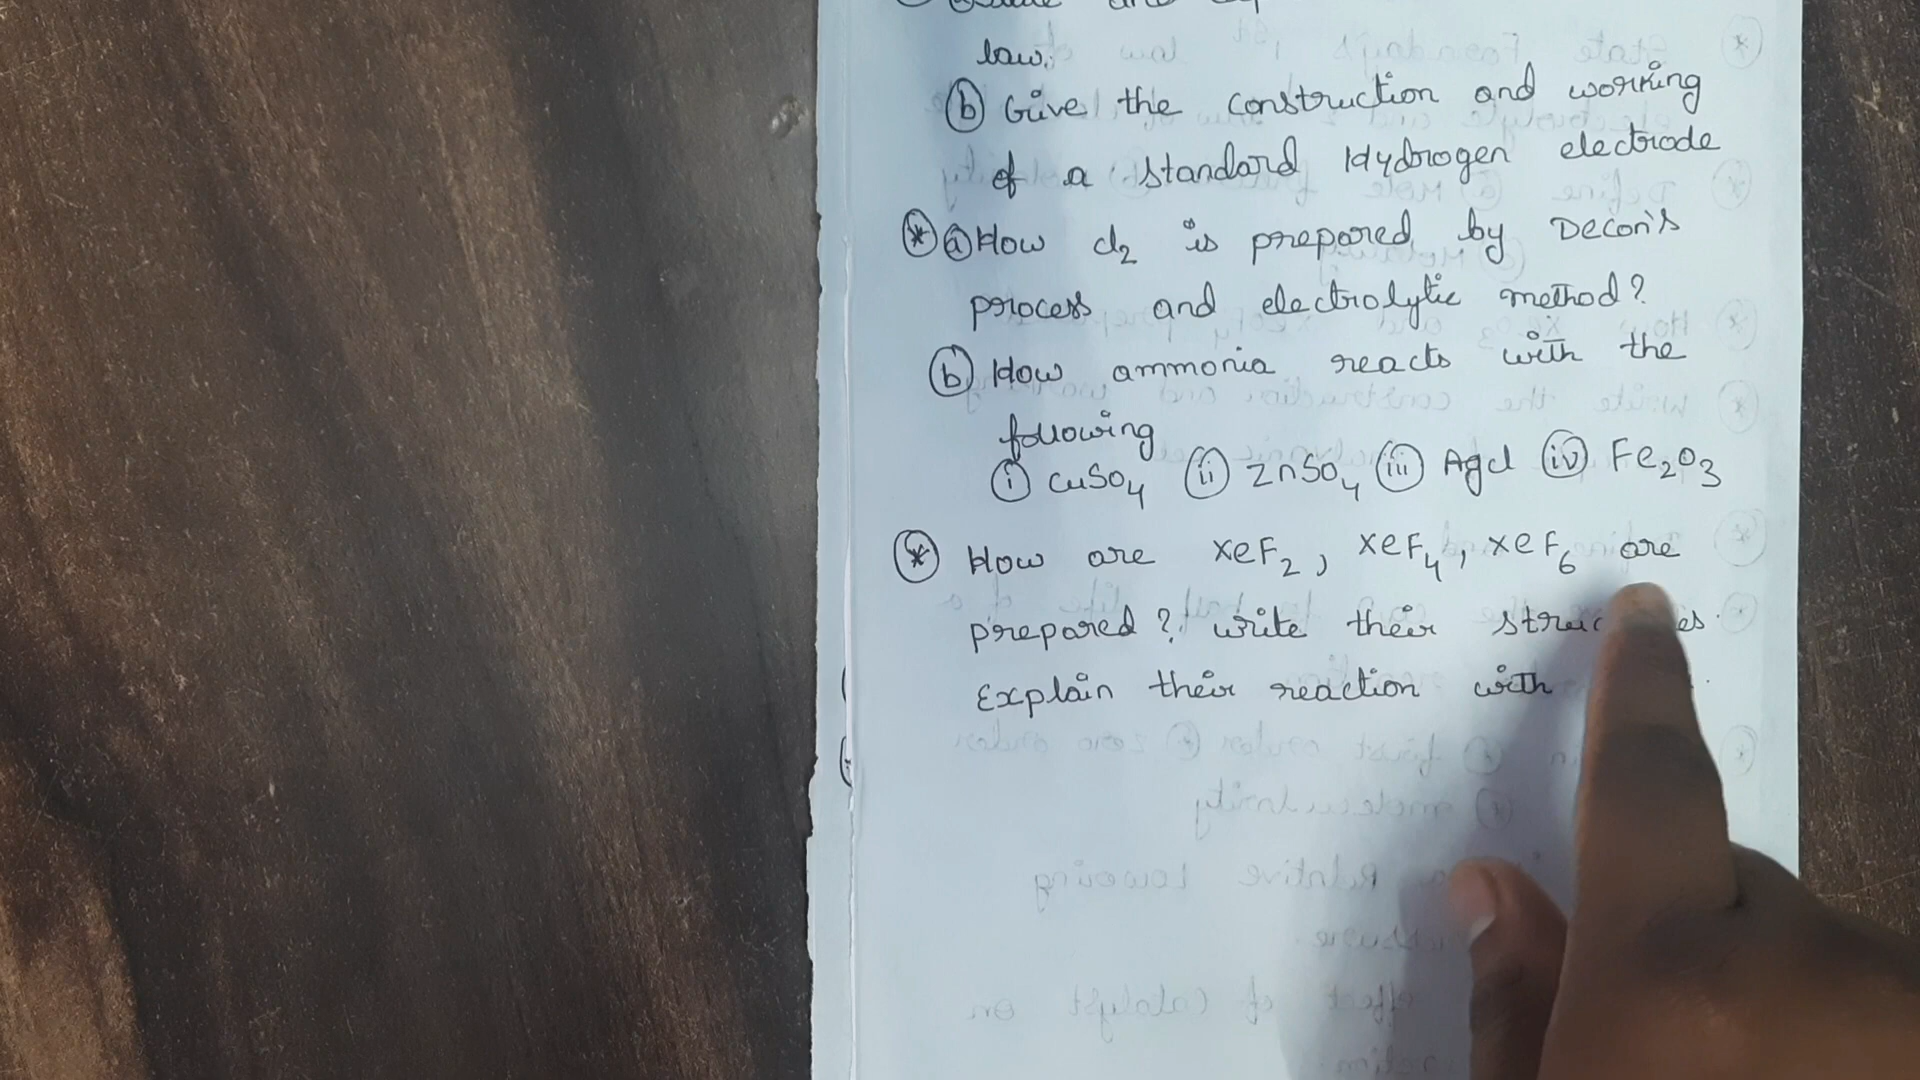 law.
(b) Give the construction and working
of a standard Hydrogen electrode
(*) (a) How Cl2 is prepared by Decon's
process and electrolytic method?
(b) How ammonia reacts with the
following
(i) CuSO4 (ii) ZnSO4 (iii) AgCl (iv) Fe2O3
(*) How are XeF2, XeF4, XeF6 are
prepared? Write their
Explain their reaction with